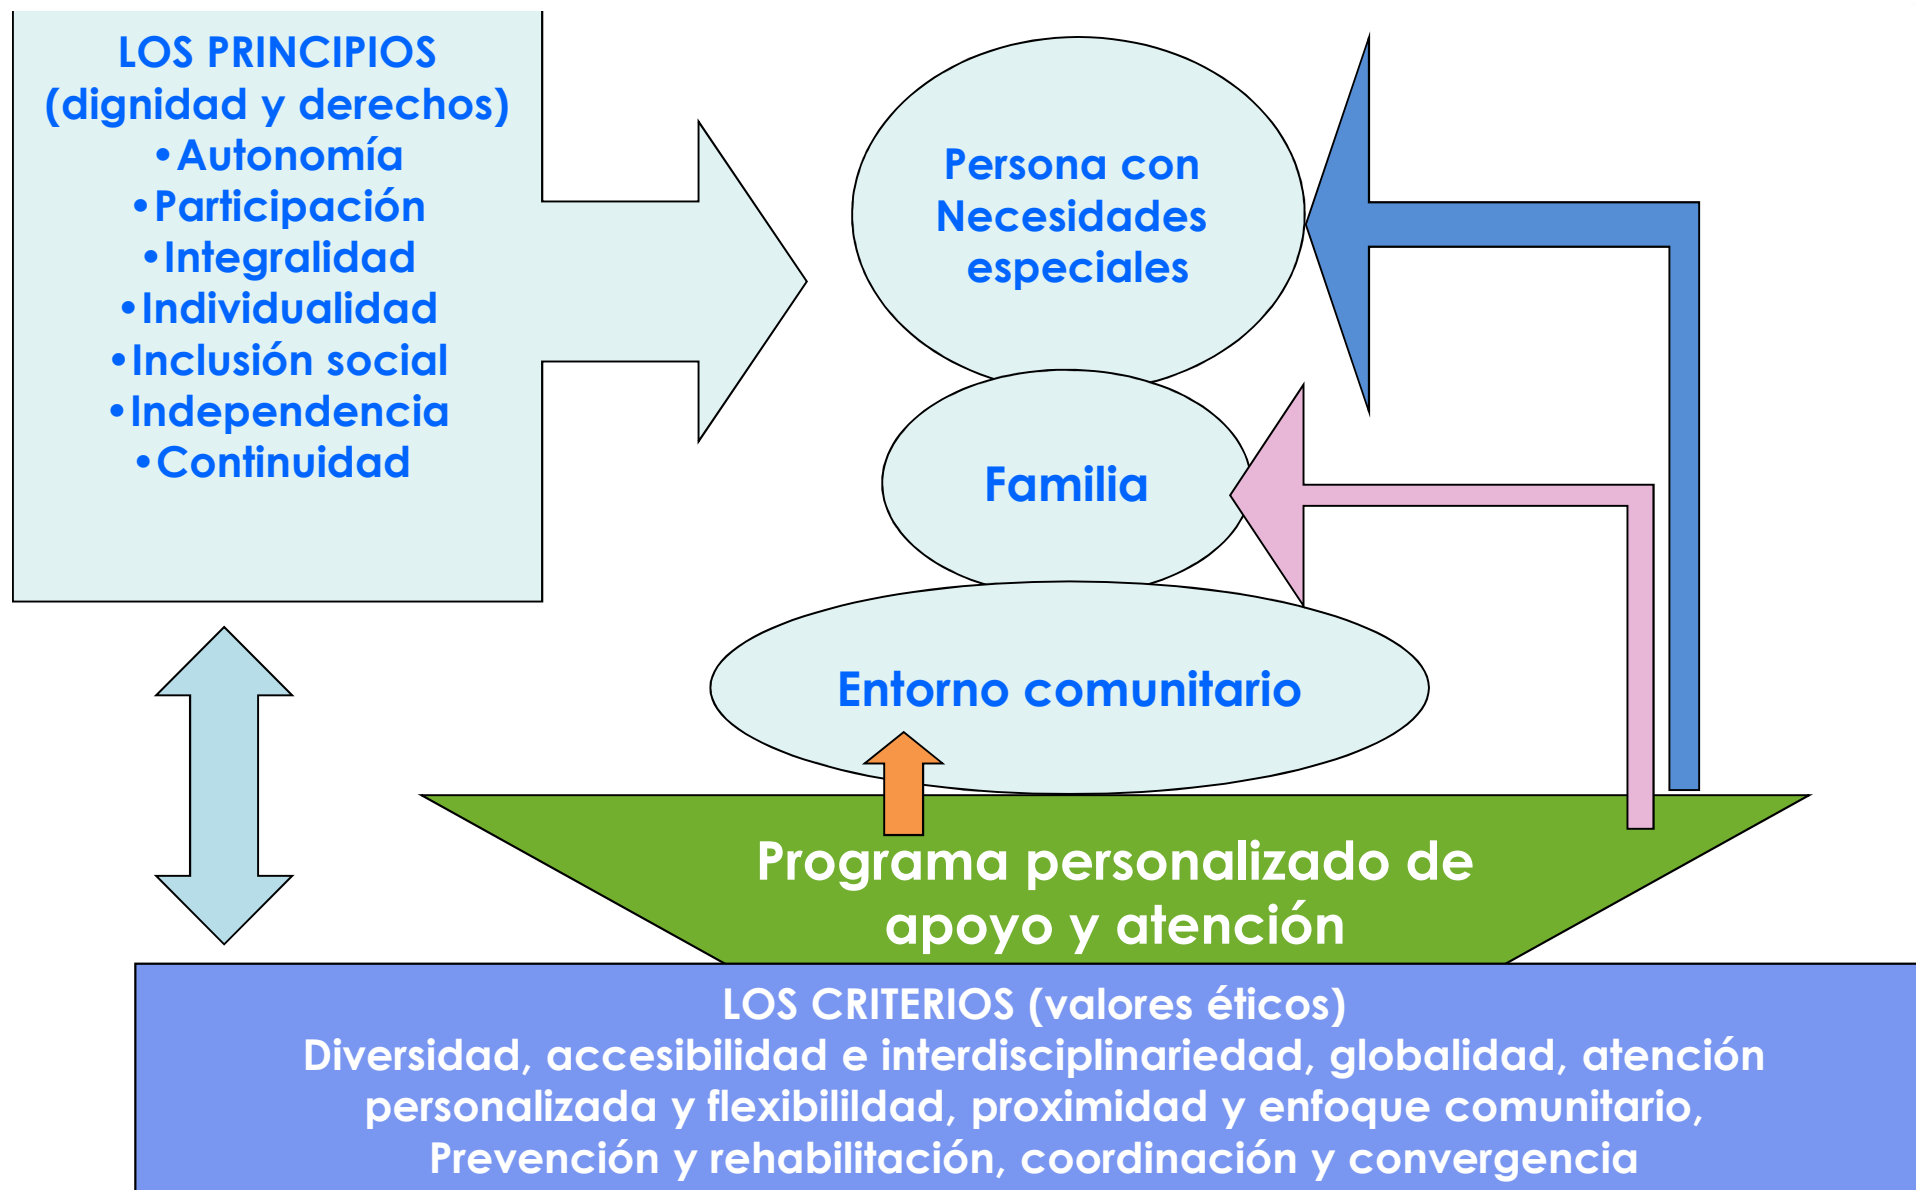 LOS PRINCIPIOS
(dignidad y derechos)
•Autonomía
•Participación
•Integralidad
•Individualidad
•Inclusión social
•Independencia
•Continuidad
Persona con
Necesidades
especiales
Familia
Entorno comunitario
Programa personalizado de
apoyo y atención
LOS CRITERIOS (valores éticos)
Diversidad, accesibilidad e interdisciplinariedad, globalidad, atención
personalizada y flexibilildad, proximidad y enfoque comunitario,
Prevención y rehabilitación, coordinación y convergencia